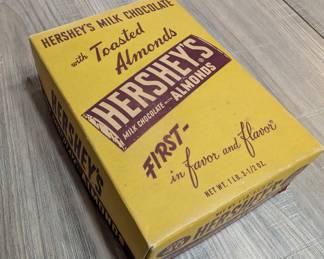 HERSHEY'S MILK CHOCOLATE
with Toasted
Almonds
HERSHEY'S
MILK CHOCOLATE
ALMONDS
FIRST-
in favor and flavor
NET WT. 1 LB. 3-1/2 OZ.
HERSHEY'S
HERSHEY'S